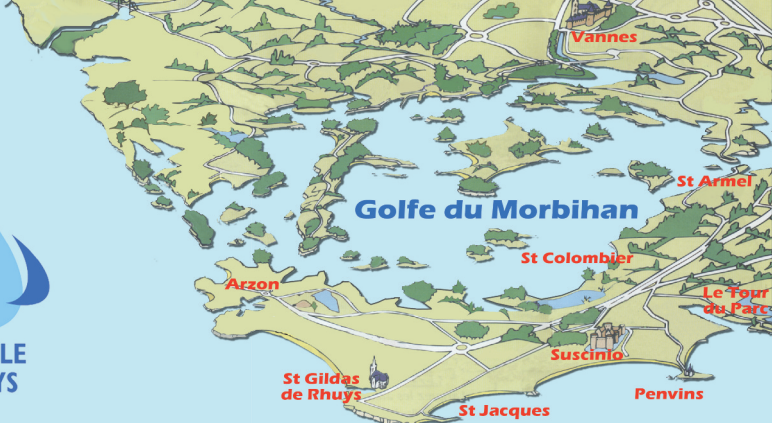 Vannes
St Armel
Golfe du Morbihan
St Colombier
Arzon
Le Tour
du Parc
Suscinio
LE
YS
St Gildas
de Rhuys
Penvins
St Jacques